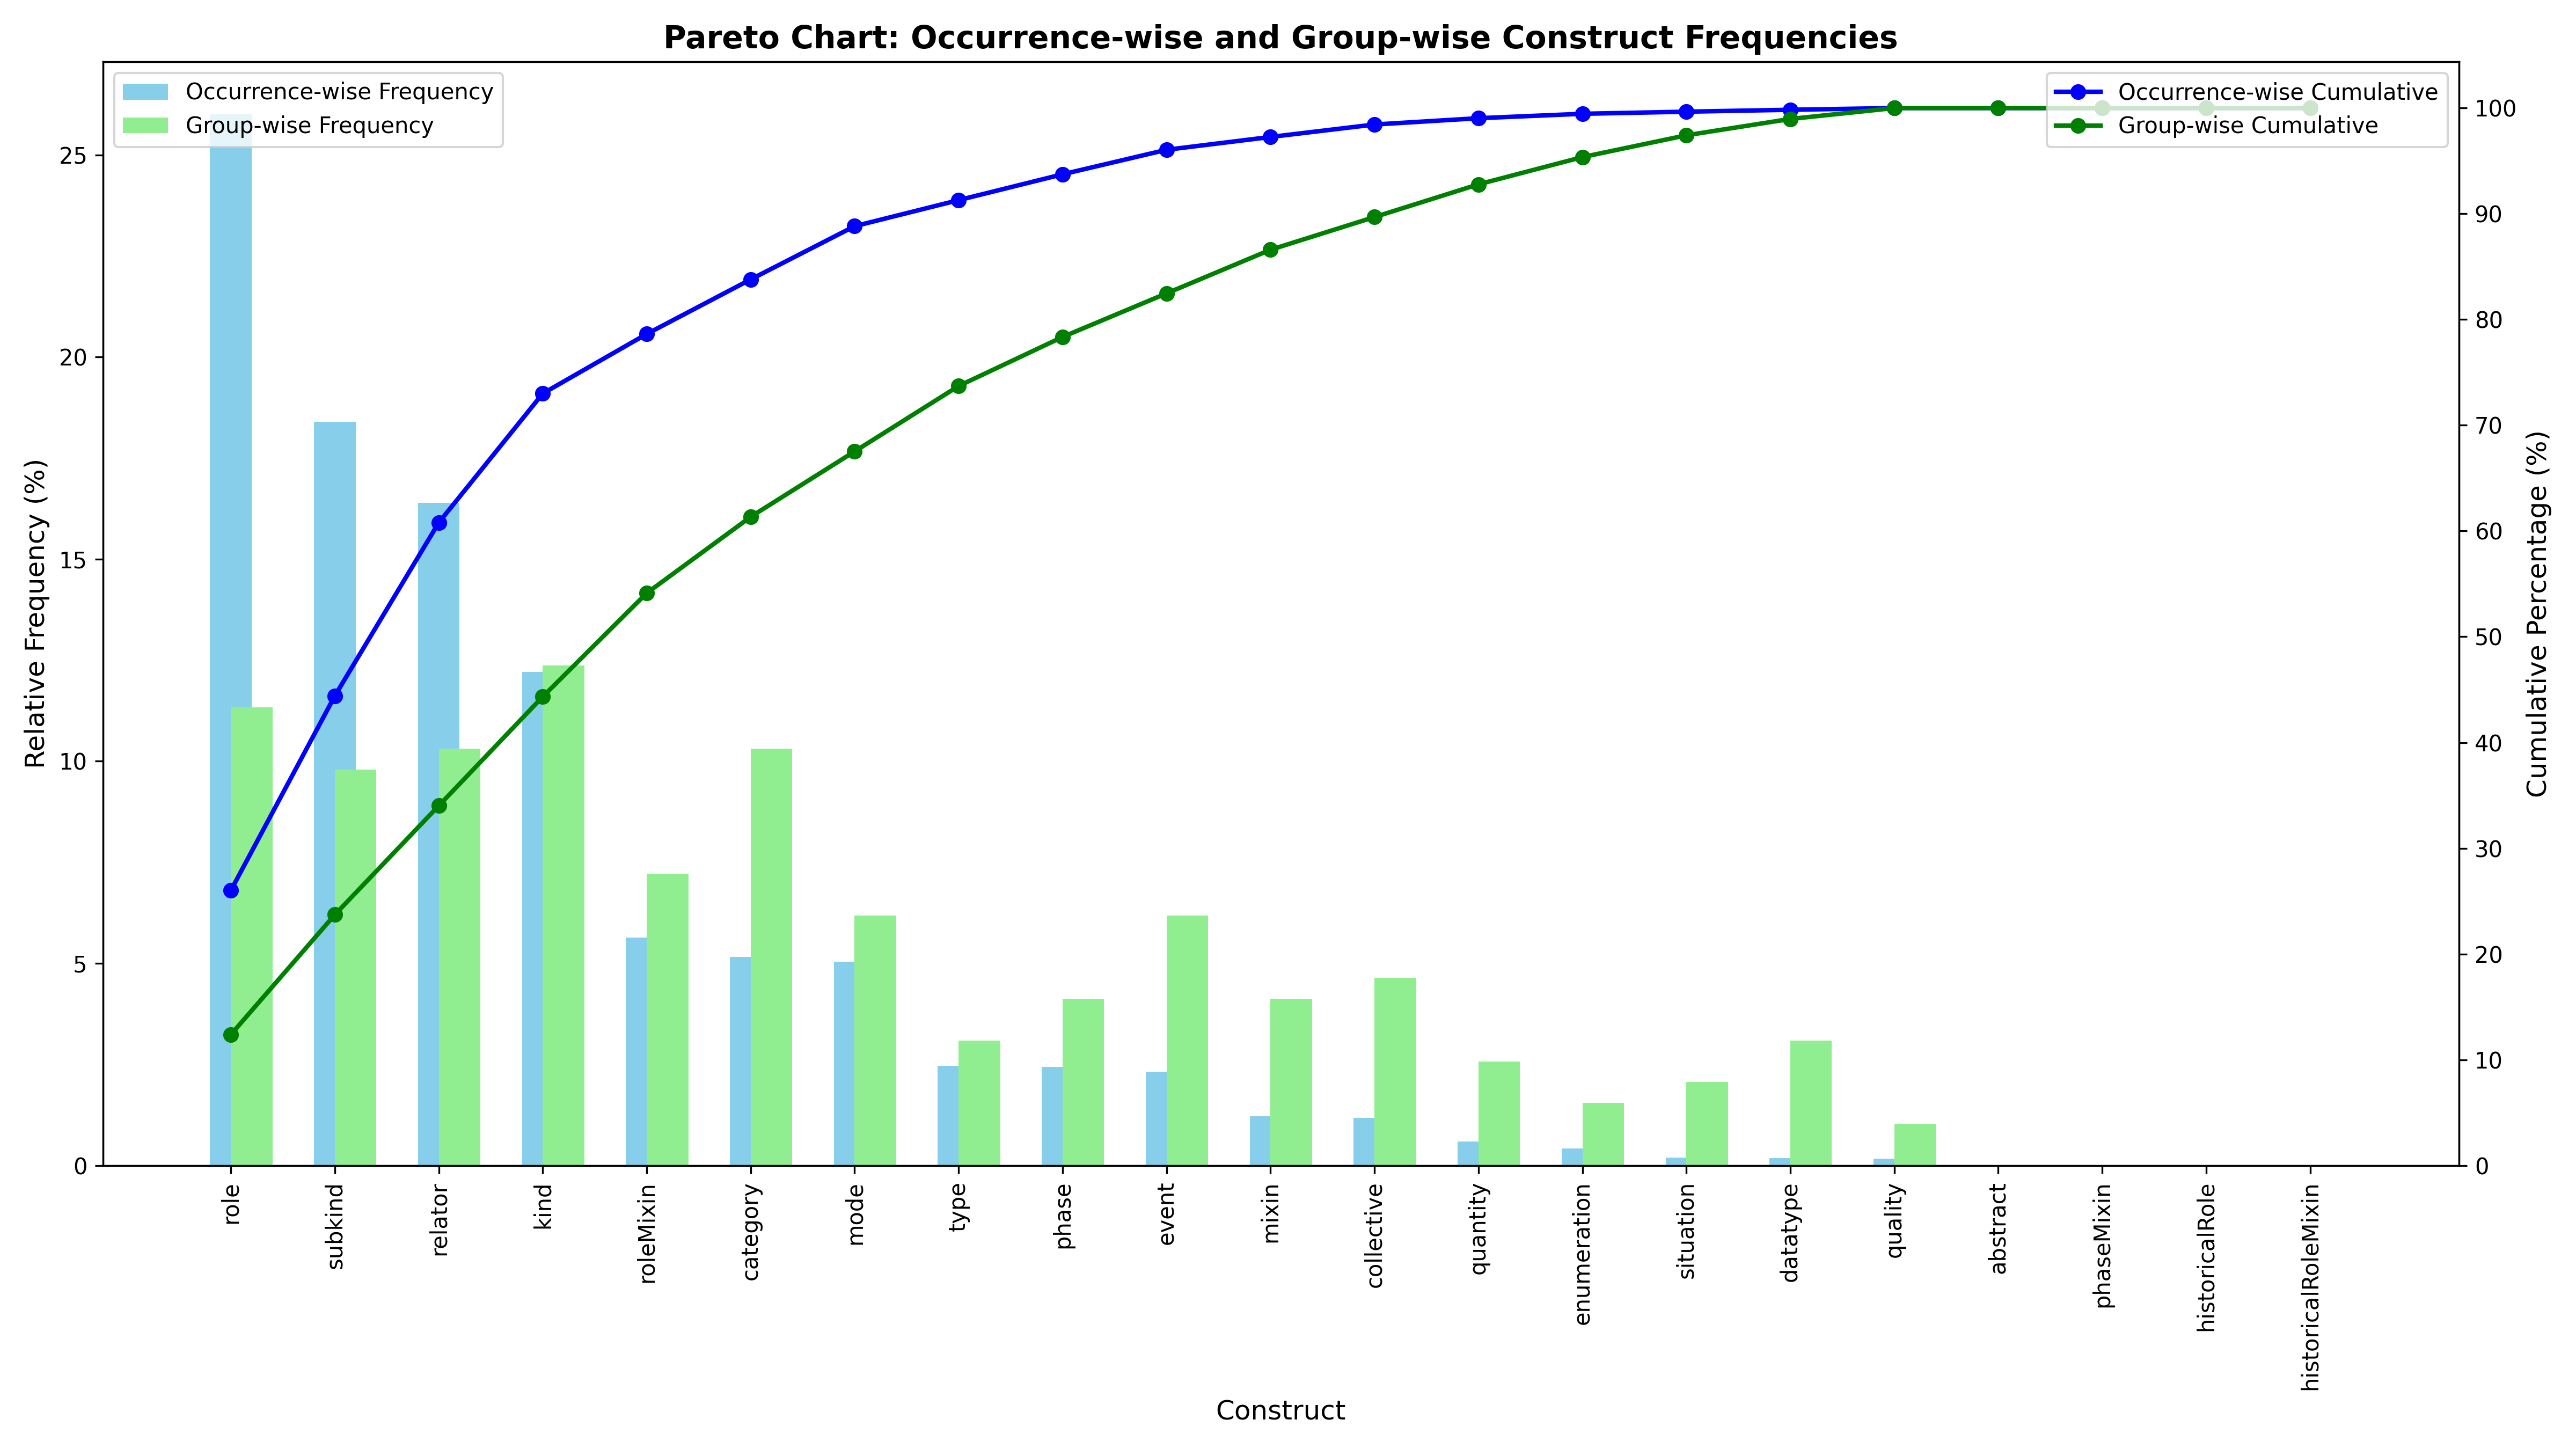 Pareto Chart: Occurrence-wise and Group-wise Construct Frequencies
Occurrence-wise Frequency
Group-wise Frequency
Occurrence-wise Cumulative
Group-wise Cumulative
Relative Frequency (%)
25
20
15
10
5
0
Cumulative Percentage (%)
100
90
80
70
60
50
40
30
20
10
0
role
subkind
relator
kind
roleMixin
category
mode
type
phase
event
mixin
collective
quantity
enumeration
situation
datatype
quality
abstract
phaseMixin
historicalRole
historicalRoleMixin
Construct